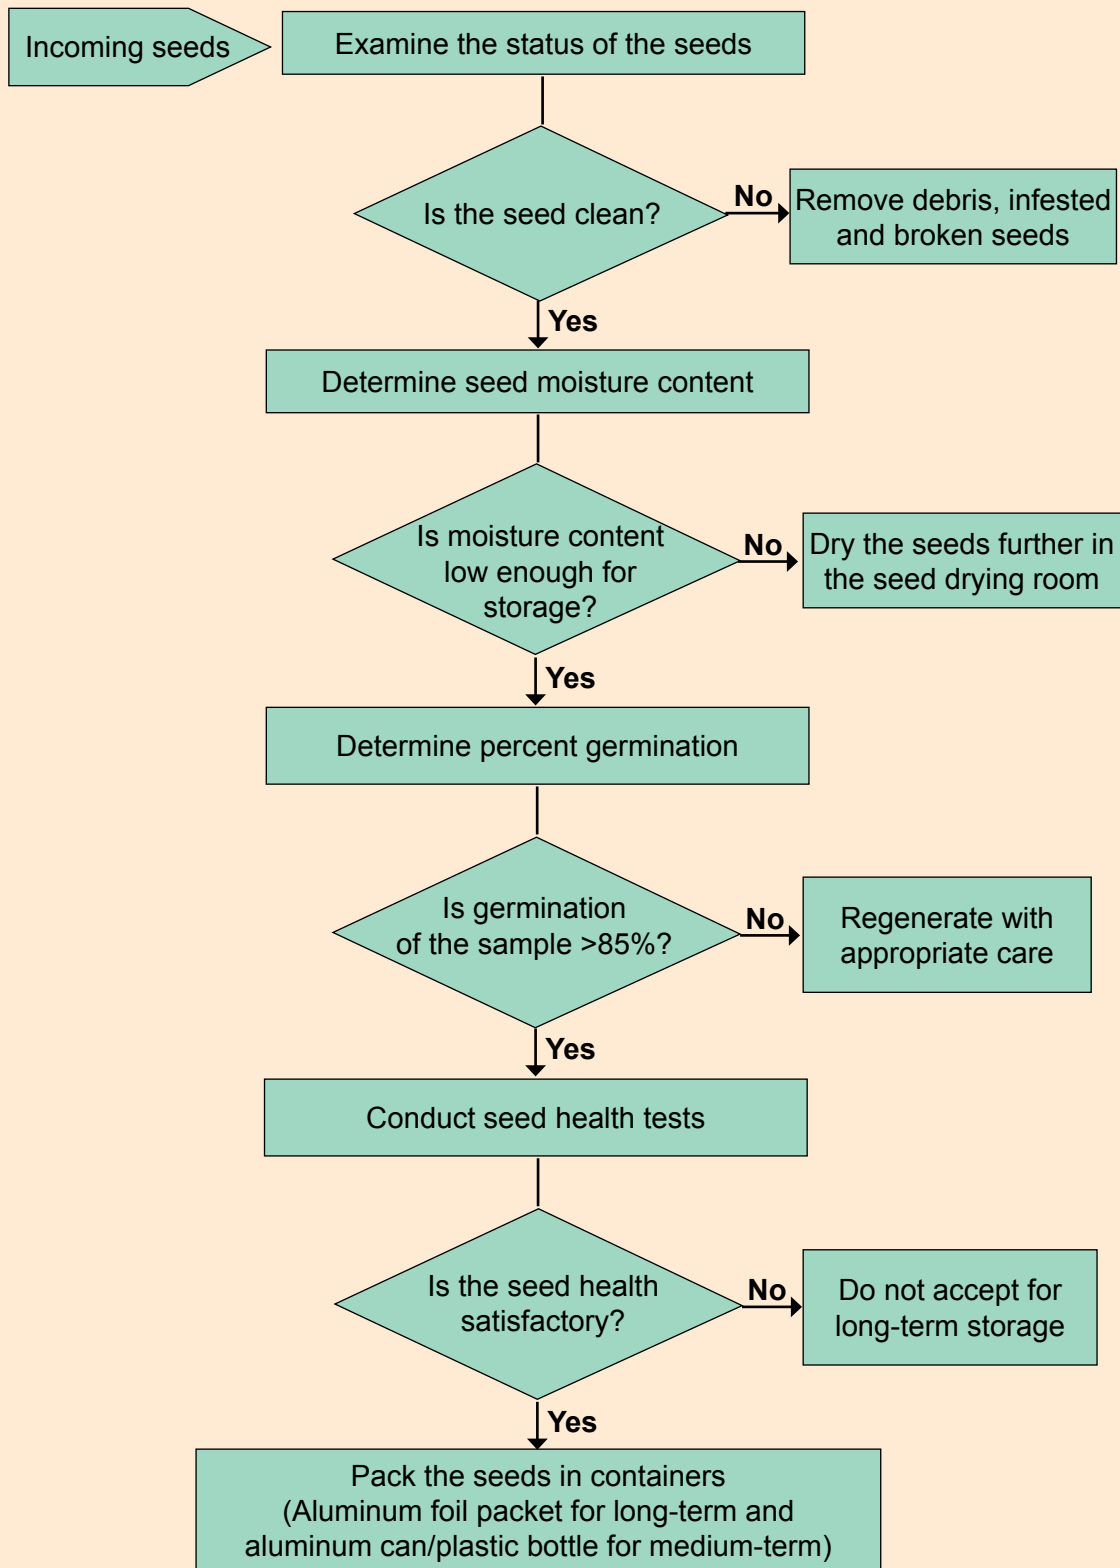 Incoming seeds
Examine the status of the seeds
Is the seed clean?
No
Remove debris, infested
and broken seeds
Yes
Determine seed moisture content
Is moisture content
low enough for
storage?
No
Dry the seeds further in
the seed drying room
Yes
Determine percent germination
Is germination
of the sample >85%?
No
Regenerate with
appropriate care
Yes
Conduct seed health tests
Is the seed health
satisfactory?
No
Do not accept for
long-term storage
Yes
Pack the seeds in containers
(Aluminum foil packet for long-term and
aluminum can/plastic bottle for medium-term)